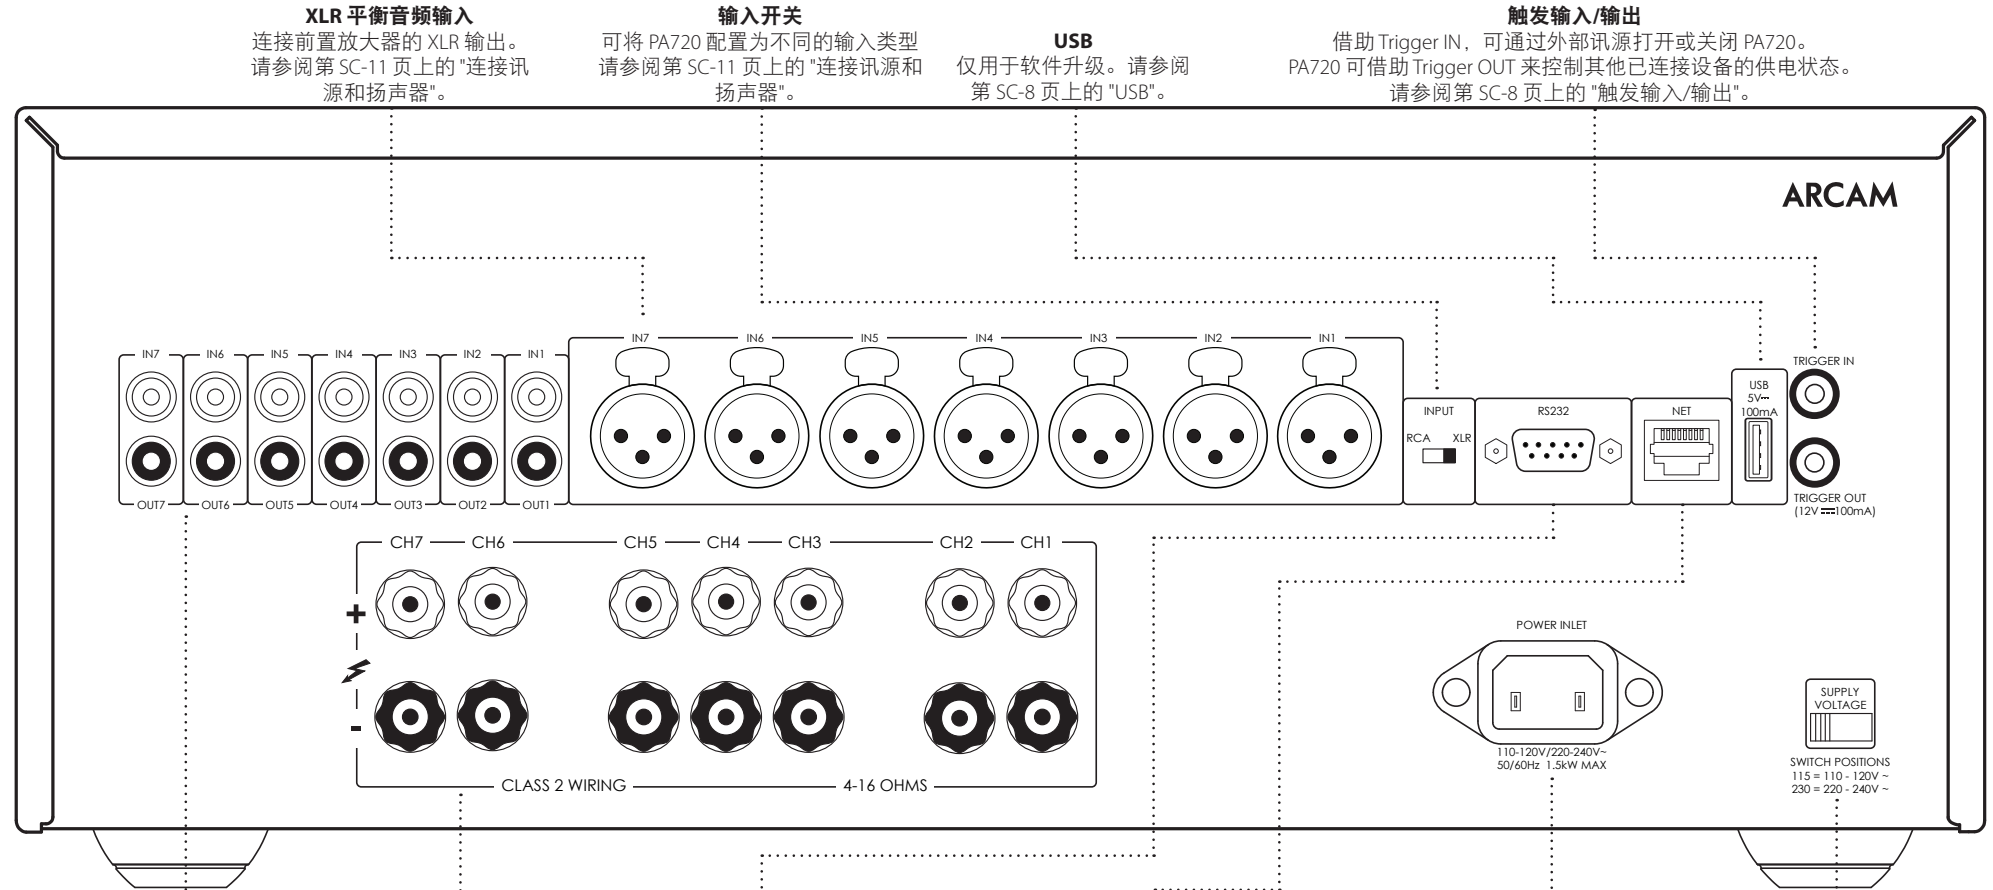 XLR 平衡音频输入
连接前置放大器的 XLR 输出。
请参阅第 SC-11 页上的 "连接讯
源和扬声器"。
输入开关
可将 PA720 配置为不同的输入类型
请参阅第 SC-11 页上的 "连接讯源和
扬声器"。
USB
仅用于软件升级。请参阅
第 SC-8 页上的 "USB"。
触发输入/输出
借助 Trigger IN，可通过外部讯源打开或关闭 PA720。
PA720 可借助 Trigger OUT 来控制其他已连接设备的供电状态。
请参阅第 SC-8 页上的 "触发输入/输出"。
ARCAM
IN7 IN6 IN5 IN4 IN3 IN2 IN1
IN7 IN6 IN5 IN4 IN3 IN2 IN1
TRIGGER IN
USB
5V⎓
100mA
INPUT
RCA XLR
RS232
NET
OUT7 OUT6 OUT5 OUT4 OUT3 OUT2 OUT1
TRIGGER OUT
(12V ⎓100mA)
CH7 CH6 CH5 CH4 CH3 CH2 CH1
+
-
CLASS 2 WIRING 4-16 OHMS
POWER INLET
110-120V/220-240V~
50/60Hz 1.5kW MAX
SUPPLY
VOLTAGE
SWITCH POSITIONS
115 = 110 - 120V ~
230 = 220 - 240V ~